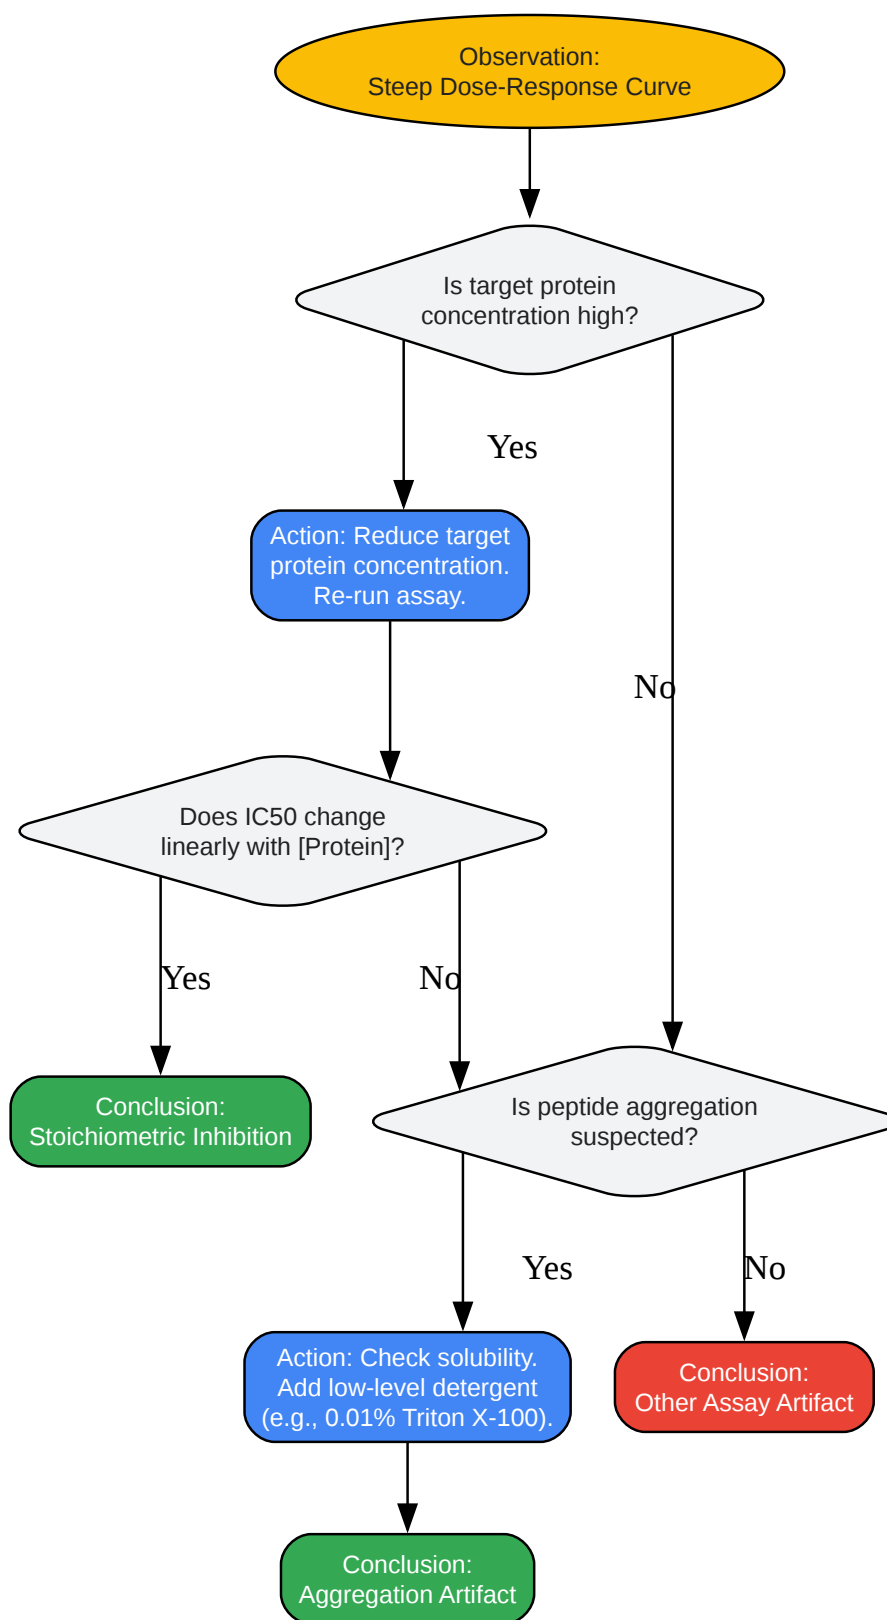 Observation:
Steep Dose-Response Curve
Is target protein
concentration high?
Yes
Action: Reduce target
protein concentration.
Re-run assay.
No
Does IC50 change
linearly with [Protein]?
Yes
No
Conclusion:
Stoichiometric Inhibition
Is peptide aggregation
suspected?
Yes
No
Action: Check solubility.
Add low-level detergent
(e.g., 0.01% Triton X-100).
Conclusion:
Other Assay Artifact
Conclusion:
Aggregation Artifact